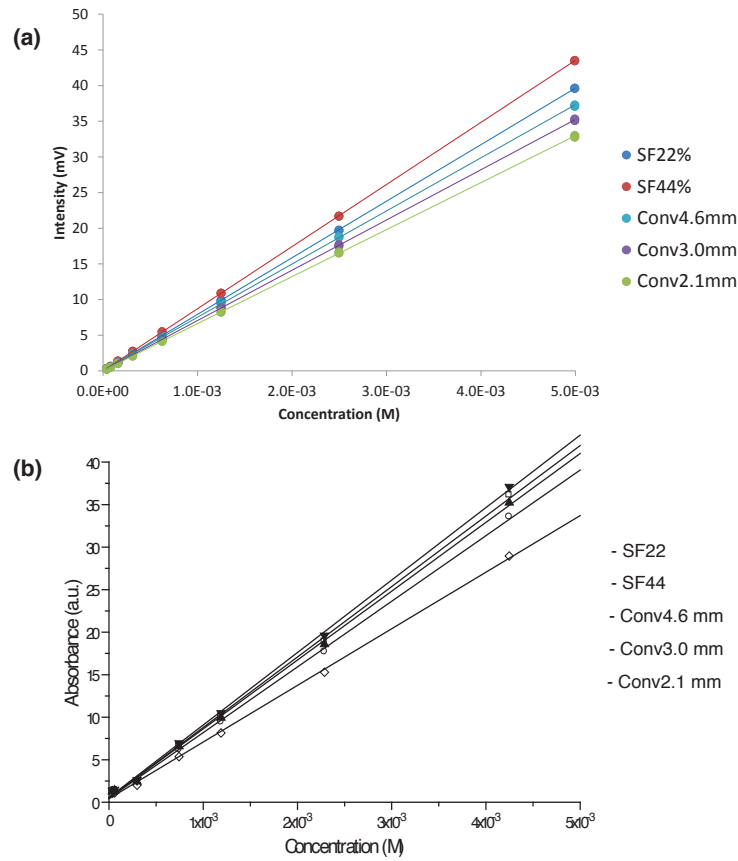 (a)
50
45
40
35
30
25
20
15
10
5
0
Intensity (mV)
0.0E+00 1.0E-03 2.0E-03 3.0E-03 4.0E-03 5.0E-03
Concentration (M)
SF22%
SF44%
Conv4.6mm
Conv3.0mm
Conv2.1mm
(b)
40
35
30
25
20
15
10
5
0
Absorbance (a.u.)
0 1x10³ 2x10³ 3x10³ 4x10³ 5x10³
Concentration (M)
- SF22
- SF44
- Conv4.6 mm
- Conv3.0 mm
- Conv2.1 mm